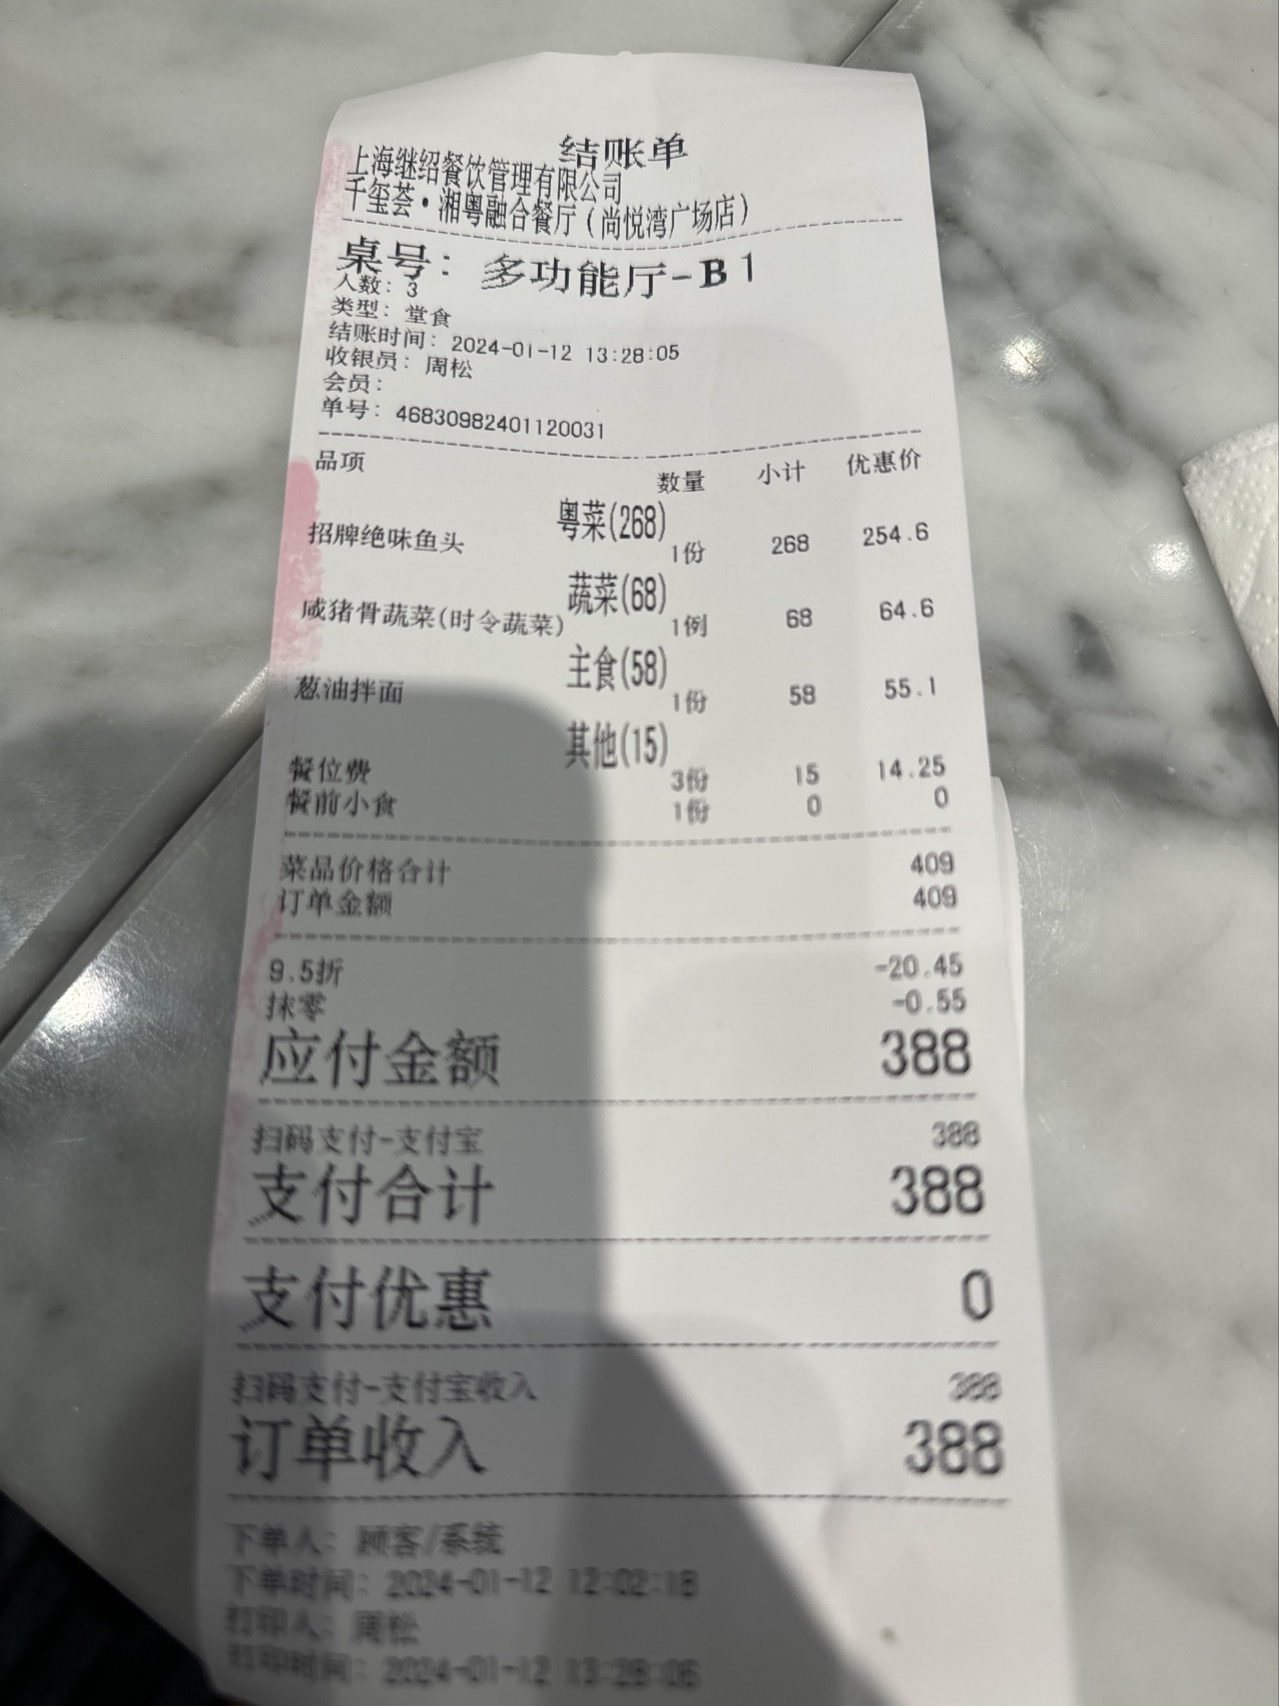 结账单
上海继绍餐饮管理有限公司
千玺荟·湘粤融合餐厅(尚悦湾广场店)
桌号：多功能厅-B1
人数：3
类型：堂食
结账时间：2024-01-12 13:28:05
收银员：周松
会员：
单号：46830982401120031
品项 数量 小计 优惠价
粤菜(268)
招牌绝味鱼头 1份 268 254.6
蔬菜(68)
咸猪骨蔬菜(时令蔬菜) 1例 68 64.6
主食(58)
葱油拌面 1份 58 55.1
其他(15)
餐位费 3份 15 14.25
餐前小食 1份 0 0
菜品价格合计 409
订单金额 409
9.5折 -20.45
抹零 -0.55
应付金额 388
扫码支付-支付宝 388
支付合计 388
支付优惠 0
扫码支付-支付宝收入 388
订单收入 388
下单人：顾客/系统
下单时间：2024-01-12 12:02:18
打印人：周松
打印时间：2024-01-12 13:28:06